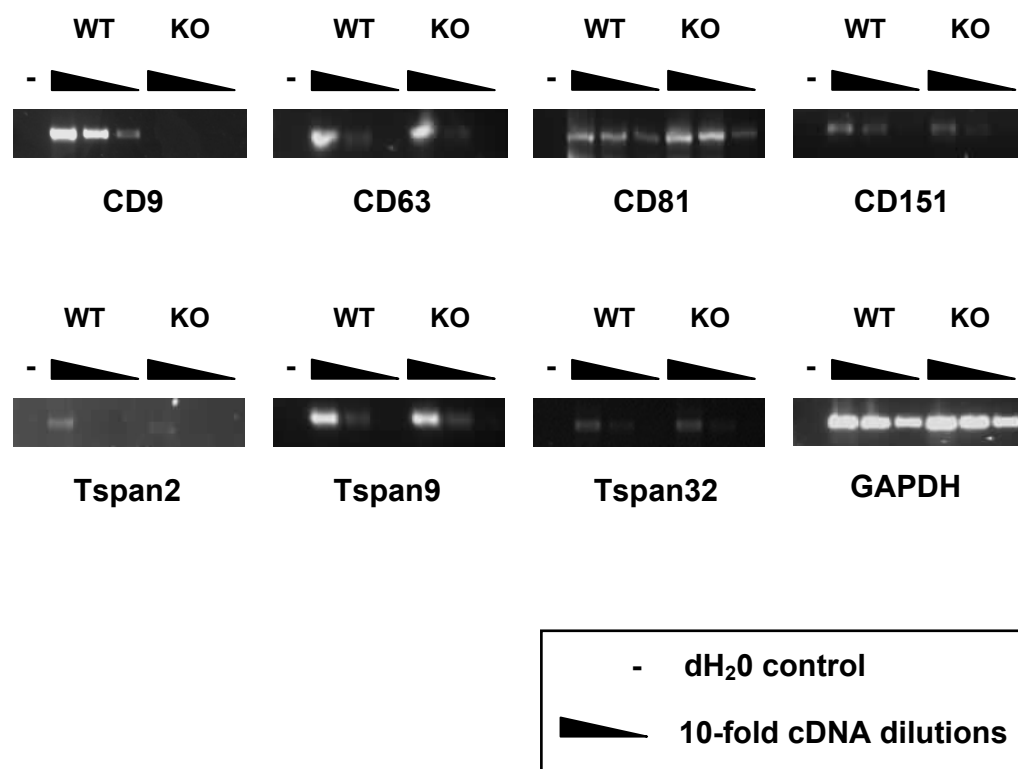 WT KO WT KO WT KO WT KO
- - - -
CD9 CD63 CD81 CD151
WT KO WT KO WT KO WT KO
- - - -
Tspan2 Tspan9 Tspan32 GAPDH
- dH₂0 control
10-fold cDNA dilutions